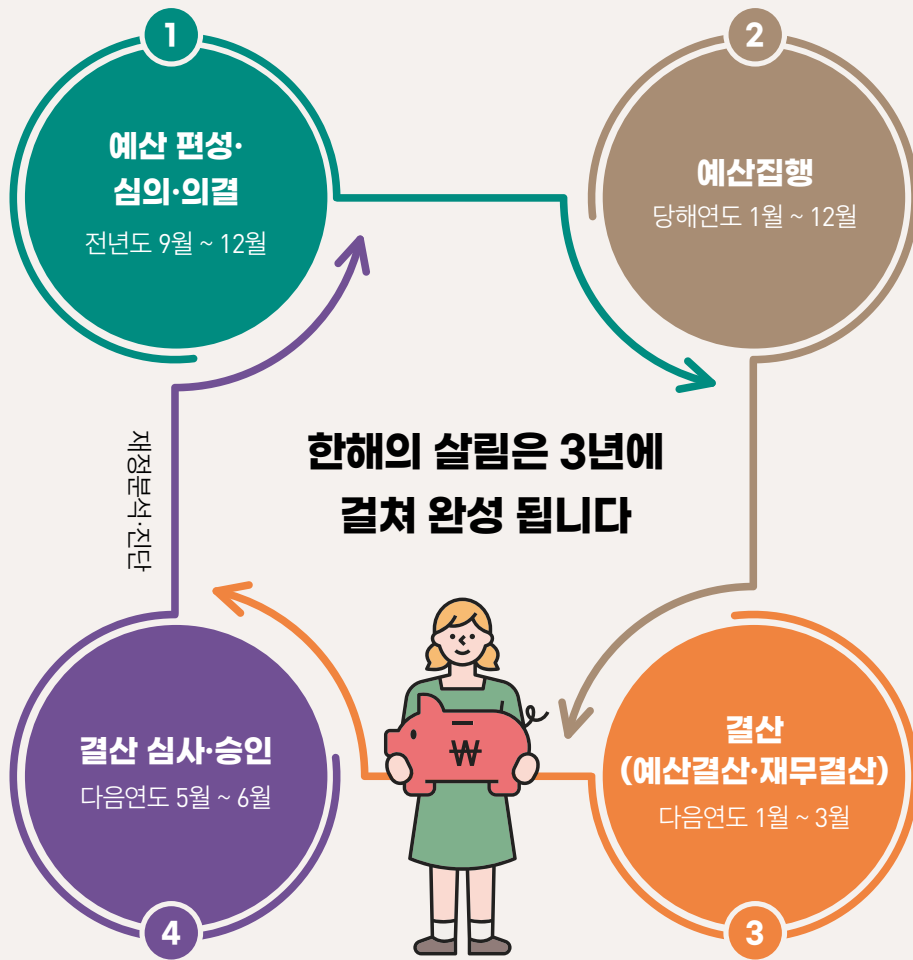 1
예산 편성·
심의·의결
전년도 9월 ~ 12월
2
예산집행
당해연도 1월 ~ 12월
한해의 살림은 3년에
걸쳐 완성 됩니다
재정분석·진단
₩
3
결산
(예산결산·재무결산)
다음연도 1월 ~ 3월
4
결산 심사·승인
다음연도 5월 ~ 6월